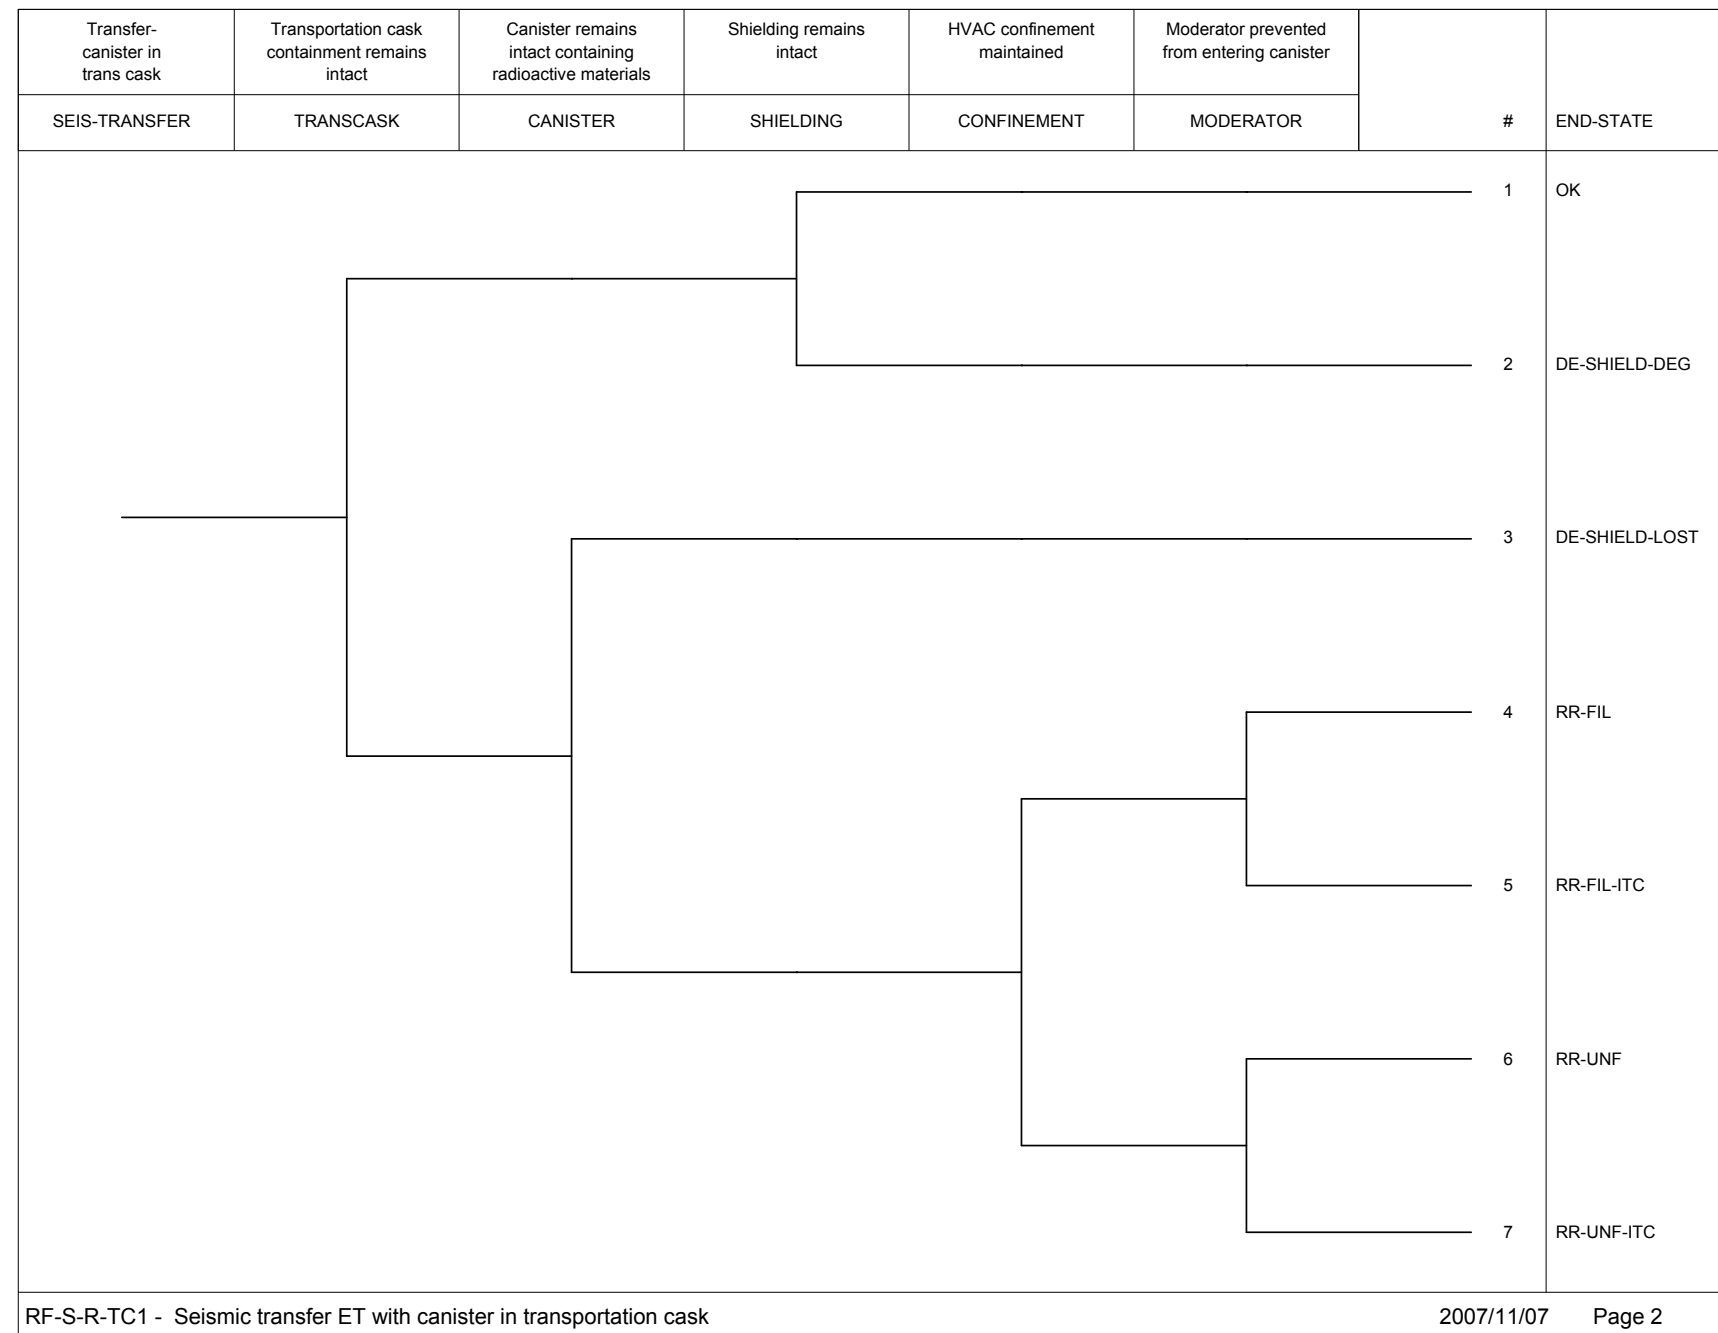 Transfer-
canister in
trans cask
Transportation cask
containment remains
intact
Canister remains
intact containing
radioactive materials
Shielding remains
intact
HVAC confinement
maintained
Moderator prevented
from entering canister
SEIS-TRANSFER
TRANSCASK
CANISTER
SHIELDING
CONFINEMENT
MODERATOR
#
END-STATE
1 OK
2 DE-SHIELD-DEG
3 DE-SHIELD-LOST
4 RR-FIL
5 RR-FIL-ITC
6 RR-UNF
7 RR-UNF-ITC
RF-S-R-TC1 - Seismic transfer ET with canister in transportation cask 2007/11/07 Page 2